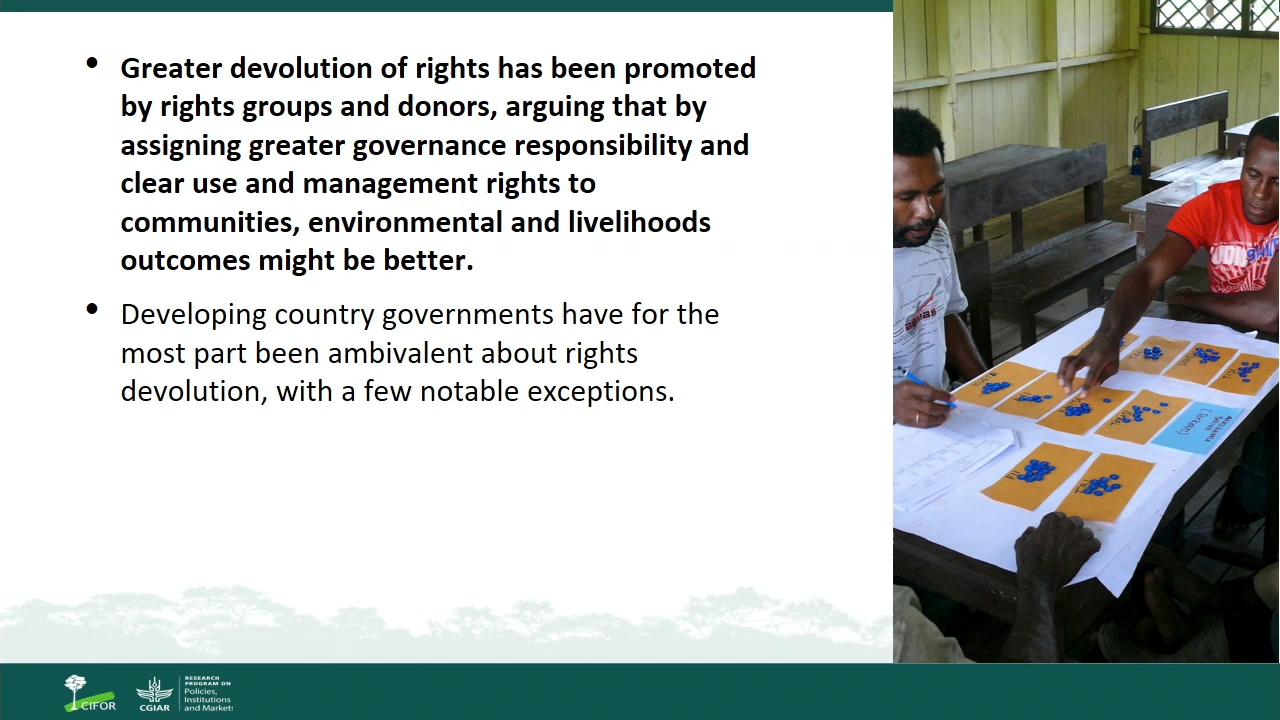 • Greater devolution of rights has been promoted
by rights groups and donors, arguing that by
assigning greater governance responsibility and
clear use and management rights to
communities, environmental and livelihoods
outcomes might be better.
• Developing country governments have for the
most part been ambivalent about rights
devolution, with a few notable exceptions.
CIFOR
CGIAR
RESEARCH
PROGRAM ON
Policies,
Institutions
and Markets